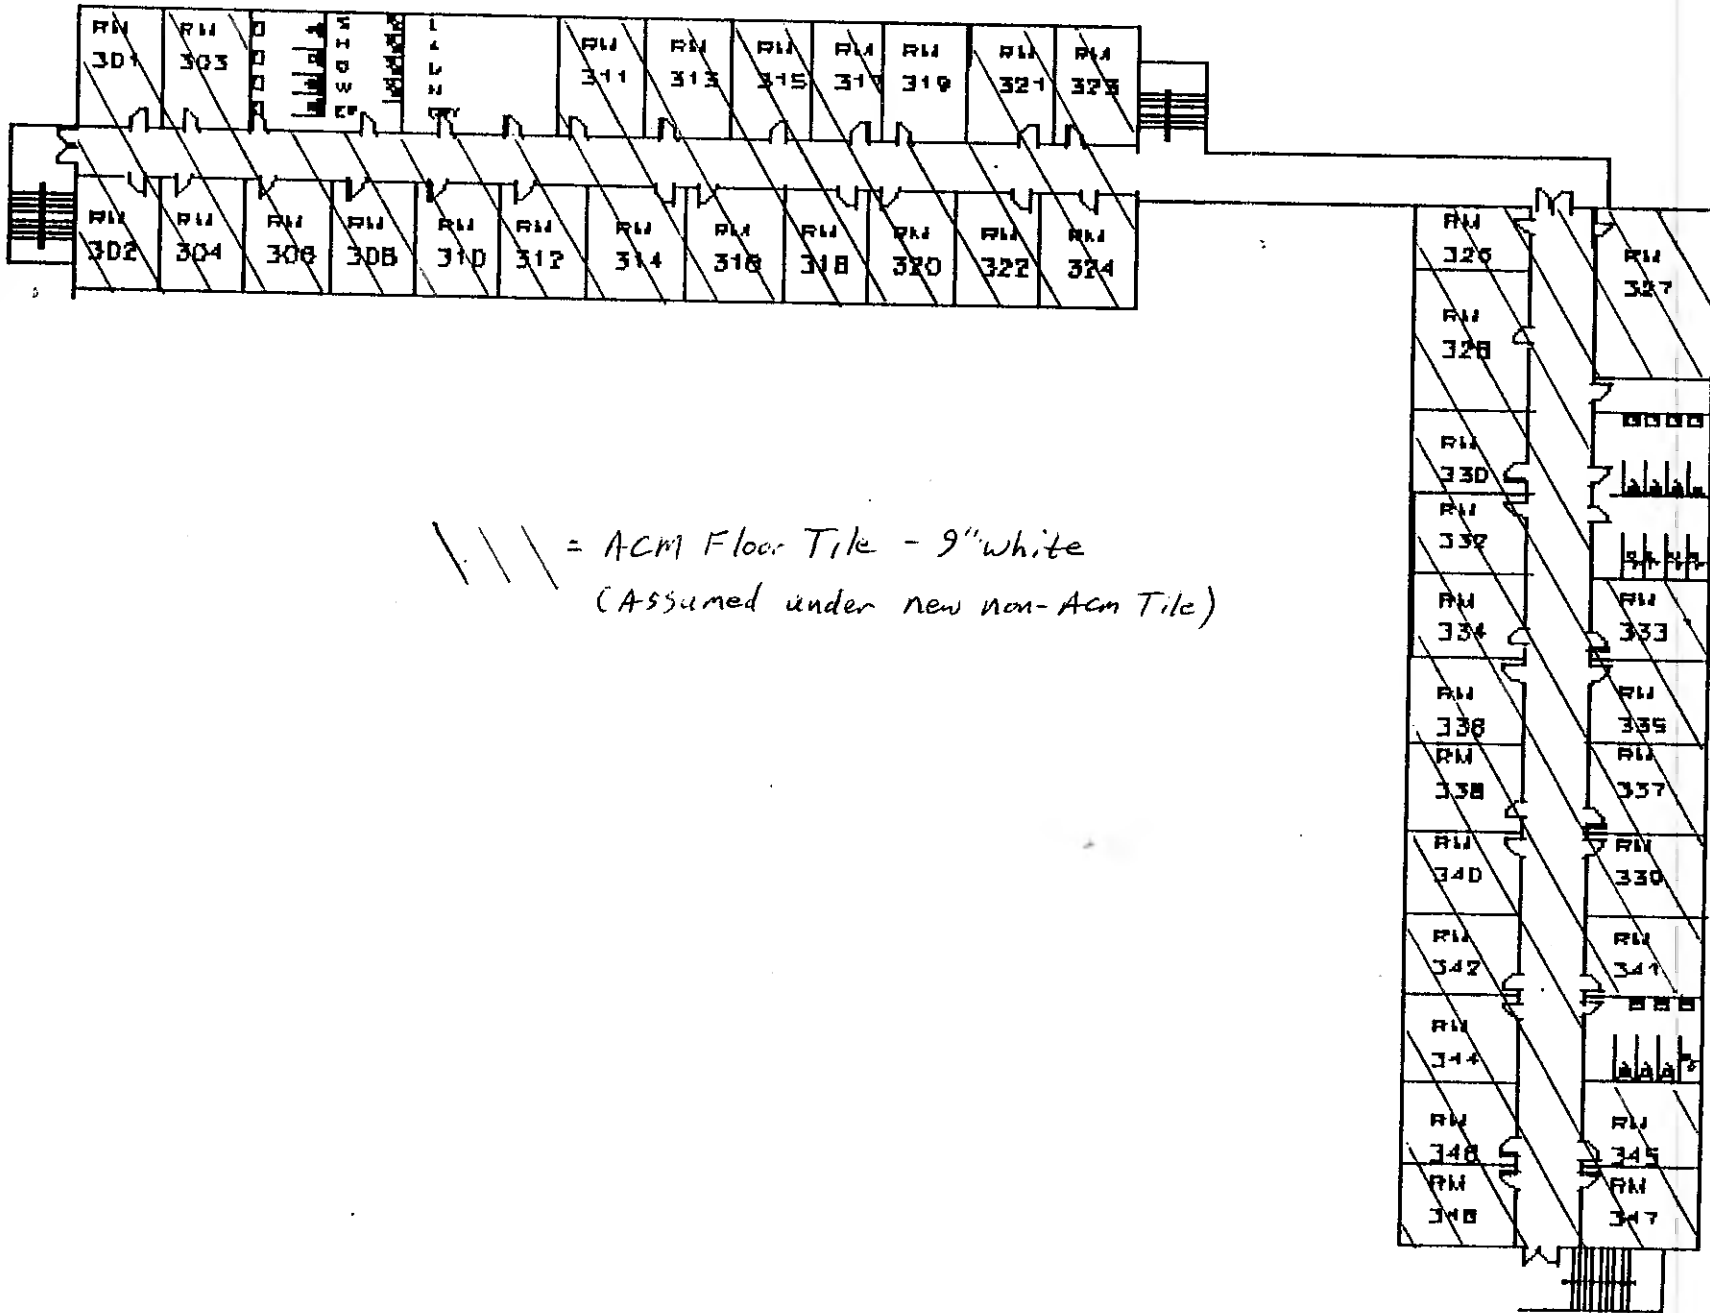 RM 301
RM 303
RM 311
RM 313
RM 315
RM 317
RM 319
RM 321
RM 323
RM 302
RM 304
RM 306
RM 308
RM 310
RM 312
RM 314
RM 316
RM 318
RM 320
RM 322
RM 324
RM 326
RM 327
RM 328
RM 330
RM 332
RM 334
RM 333
RM 336
RM 335
RM 338
RM 337
RM 340
RM 339
RM 342
RM 341
RM 344
RM 346
RM 345
RM 348
RM 347
= ACM Floor Tile - 9" white
(Assumed under new non-Acm Tile)